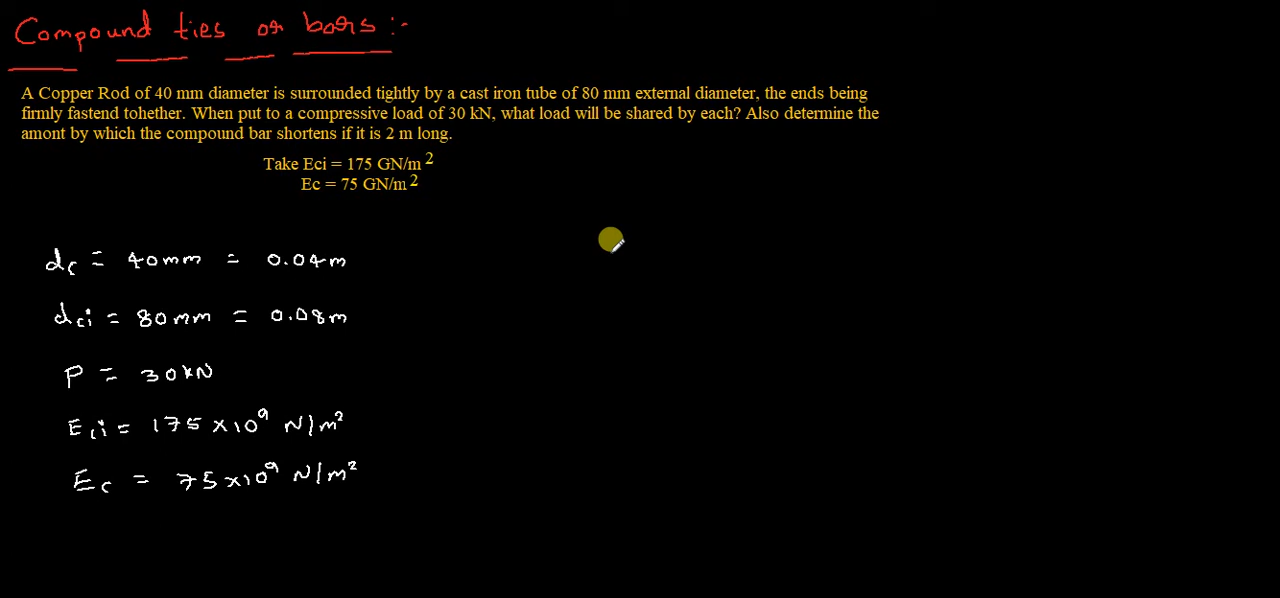 Compound ties or bars :-
A Copper Rod of 40 mm diameter is surrounded tightly by a cast iron tube of 80 mm external diameter, the ends being
firmly fastend tohether. When put to a compressive load of 30 kN, what load will be shared by each? Also determine the
amont by which the compound bar shortens if it is 2 m long.
Take Eci = 175 GN/m 2
Ec = 75 GN/m 2
dc = 40mm = 0.04m
dci = 80mm = 0.08m
P = 30kN
Eci = 175 × 10⁹ N/m²
Ec = 75 × 10⁹ N/m²